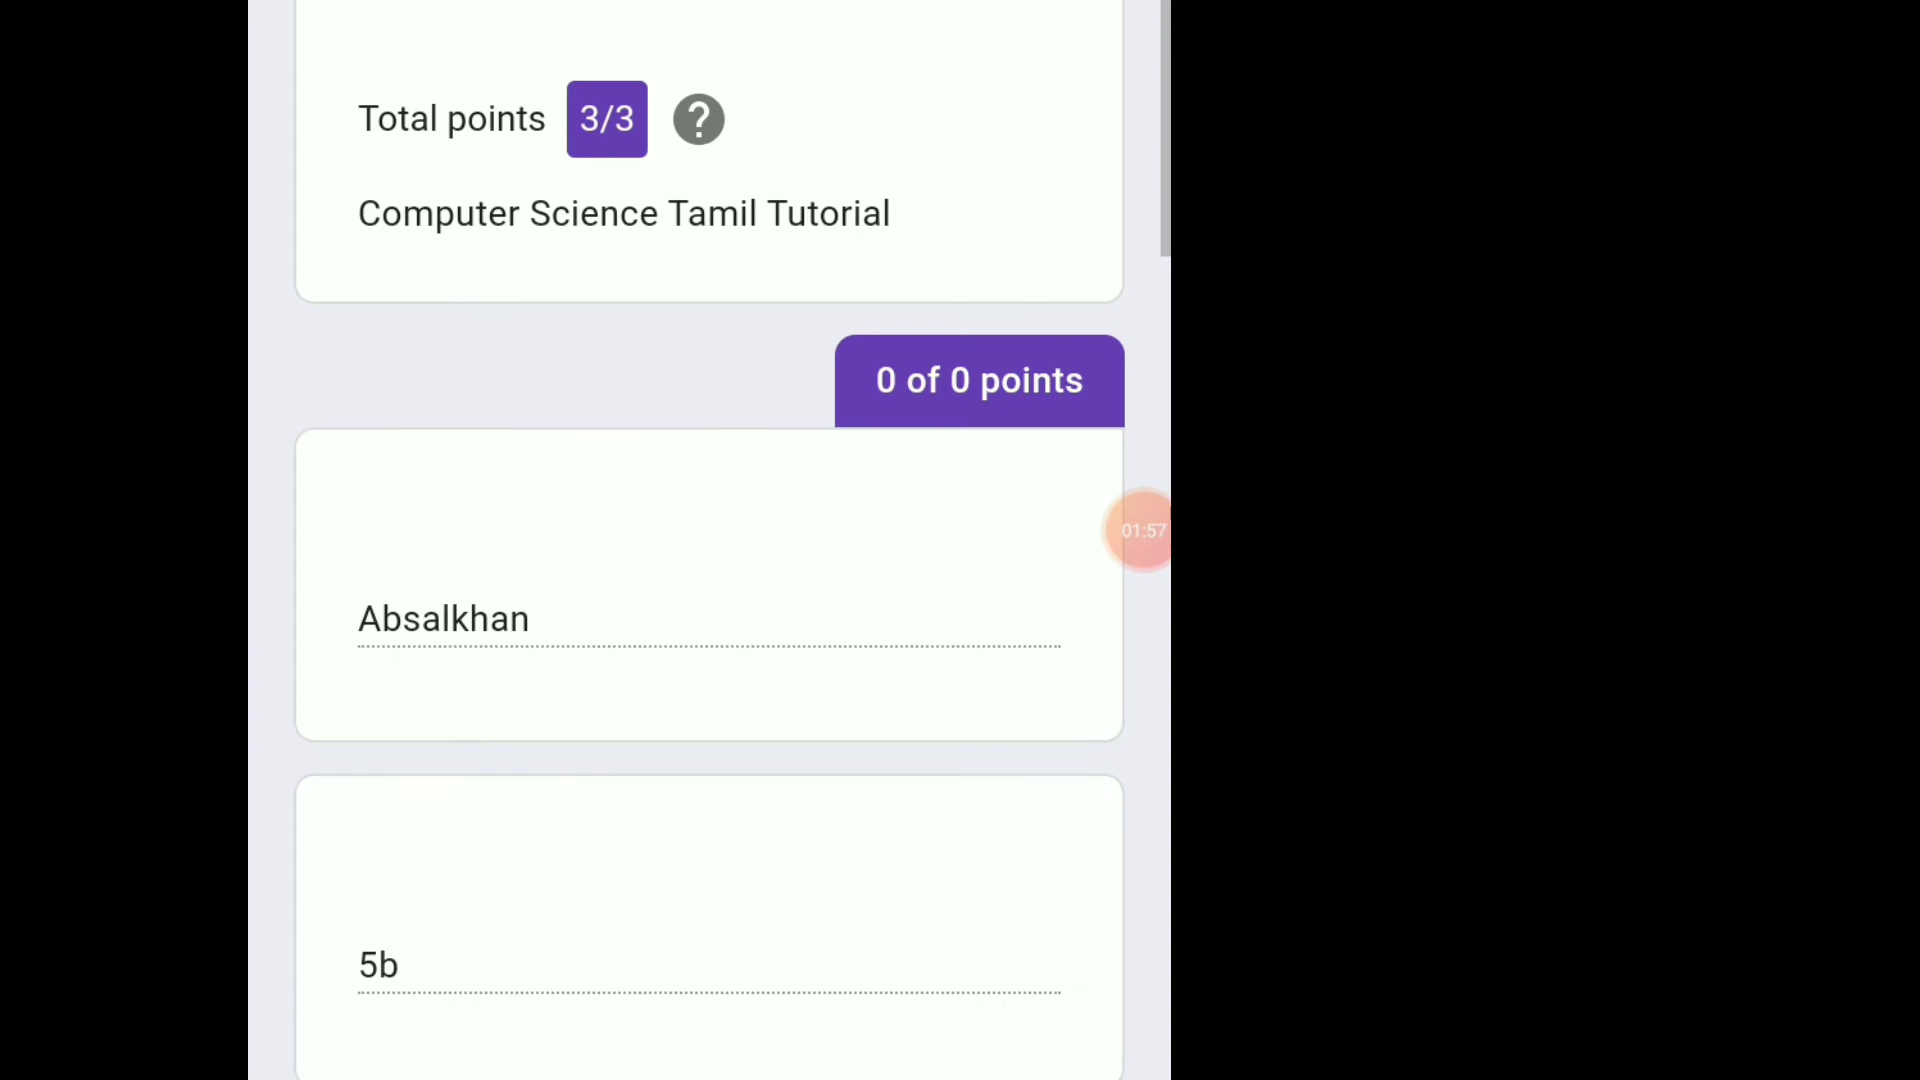 Total points 3/3 ?
Computer Science Tamil Tutorial
0 of 0 points
01:57
Absalkhan
5b